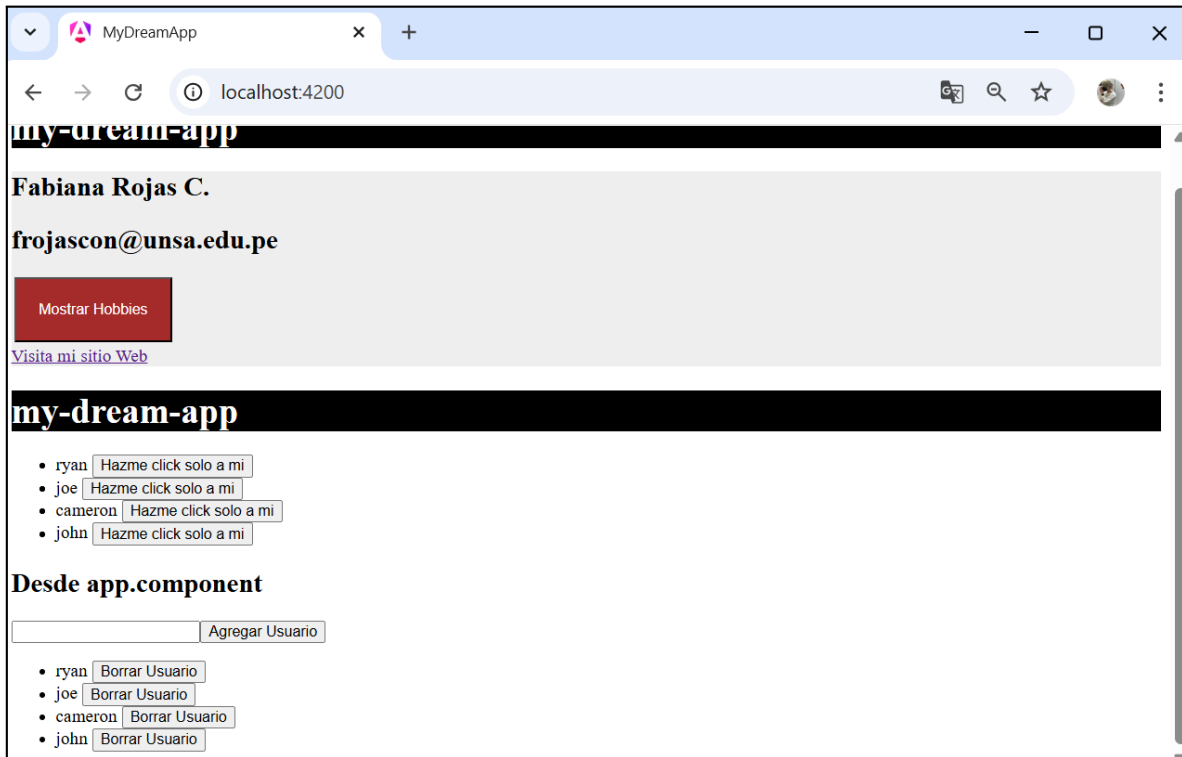 MyDreamApp
localhost:4200
my-dream-app
Fabiana Rojas C.
frojascon@unsa.edu.pe
Mostrar Hobbies
Visita mi sitio Web
my-dream-app
ryan Hazme click solo a mi
joe Hazme click solo a mi
cameron Hazme click solo a mi
john Hazme click solo a mi
Desde app.component
Agregar Usuario
ryan Borrar Usuario
joe Borrar Usuario
cameron Borrar Usuario
john Borrar Usuario